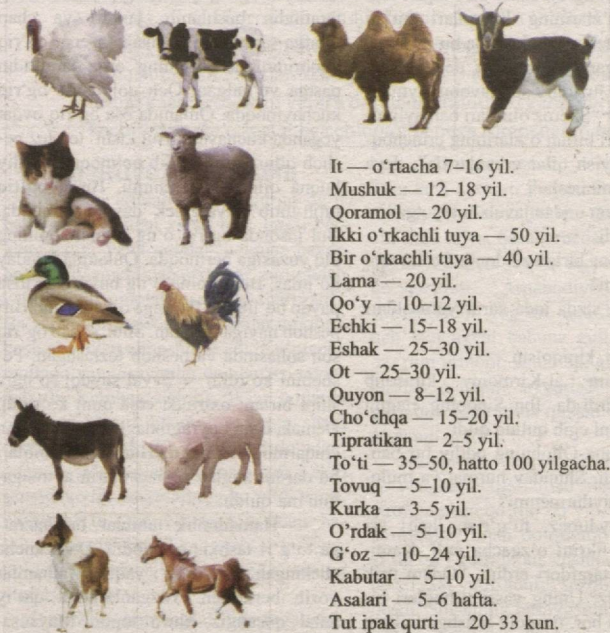 It — o‘rtacha 7–16 yil.
Mushuk — 12–18 yil.
Qoramol — 20 yil.
Ikki o‘rkachli tuya — 50 yil.
Bir o‘rkachli tuya — 40 yil.
Lama — 20 yil.
Qo‘y — 10–12 yil.
Echki — 15–18 yil.
Eshak — 25–30 yil.
Ot — 25–30 yil.
Quyon — 8–12 yil.
Cho‘chqa — 15–20 yil.
Tipratikan — 2–5 yil.
To‘ti — 35–50, hatto 100 yilgacha.
Tovuq — 5–10 yil.
Kurka — 3–5 yil.
O‘rdak — 5–10 yil.
G‘oz — 10–24 yil.
Kabutar — 5–10 yil.
Asalari — 5–6 hafta.
Tut ipak qurti — 20–33 kun.